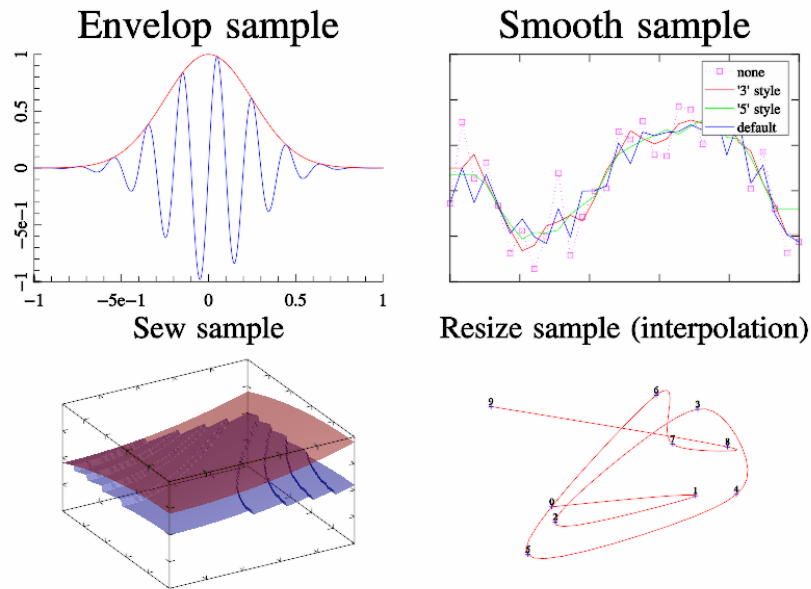 Envelop sample
1
0.5
0
−5e−1
−1
−1 −5e−1 0 0.5 1
Smooth sample
none
'3' style
'5' style
default
Sew sample
Resize sample (interpolation)
6
9
3
7
8
0
1
4
2
5